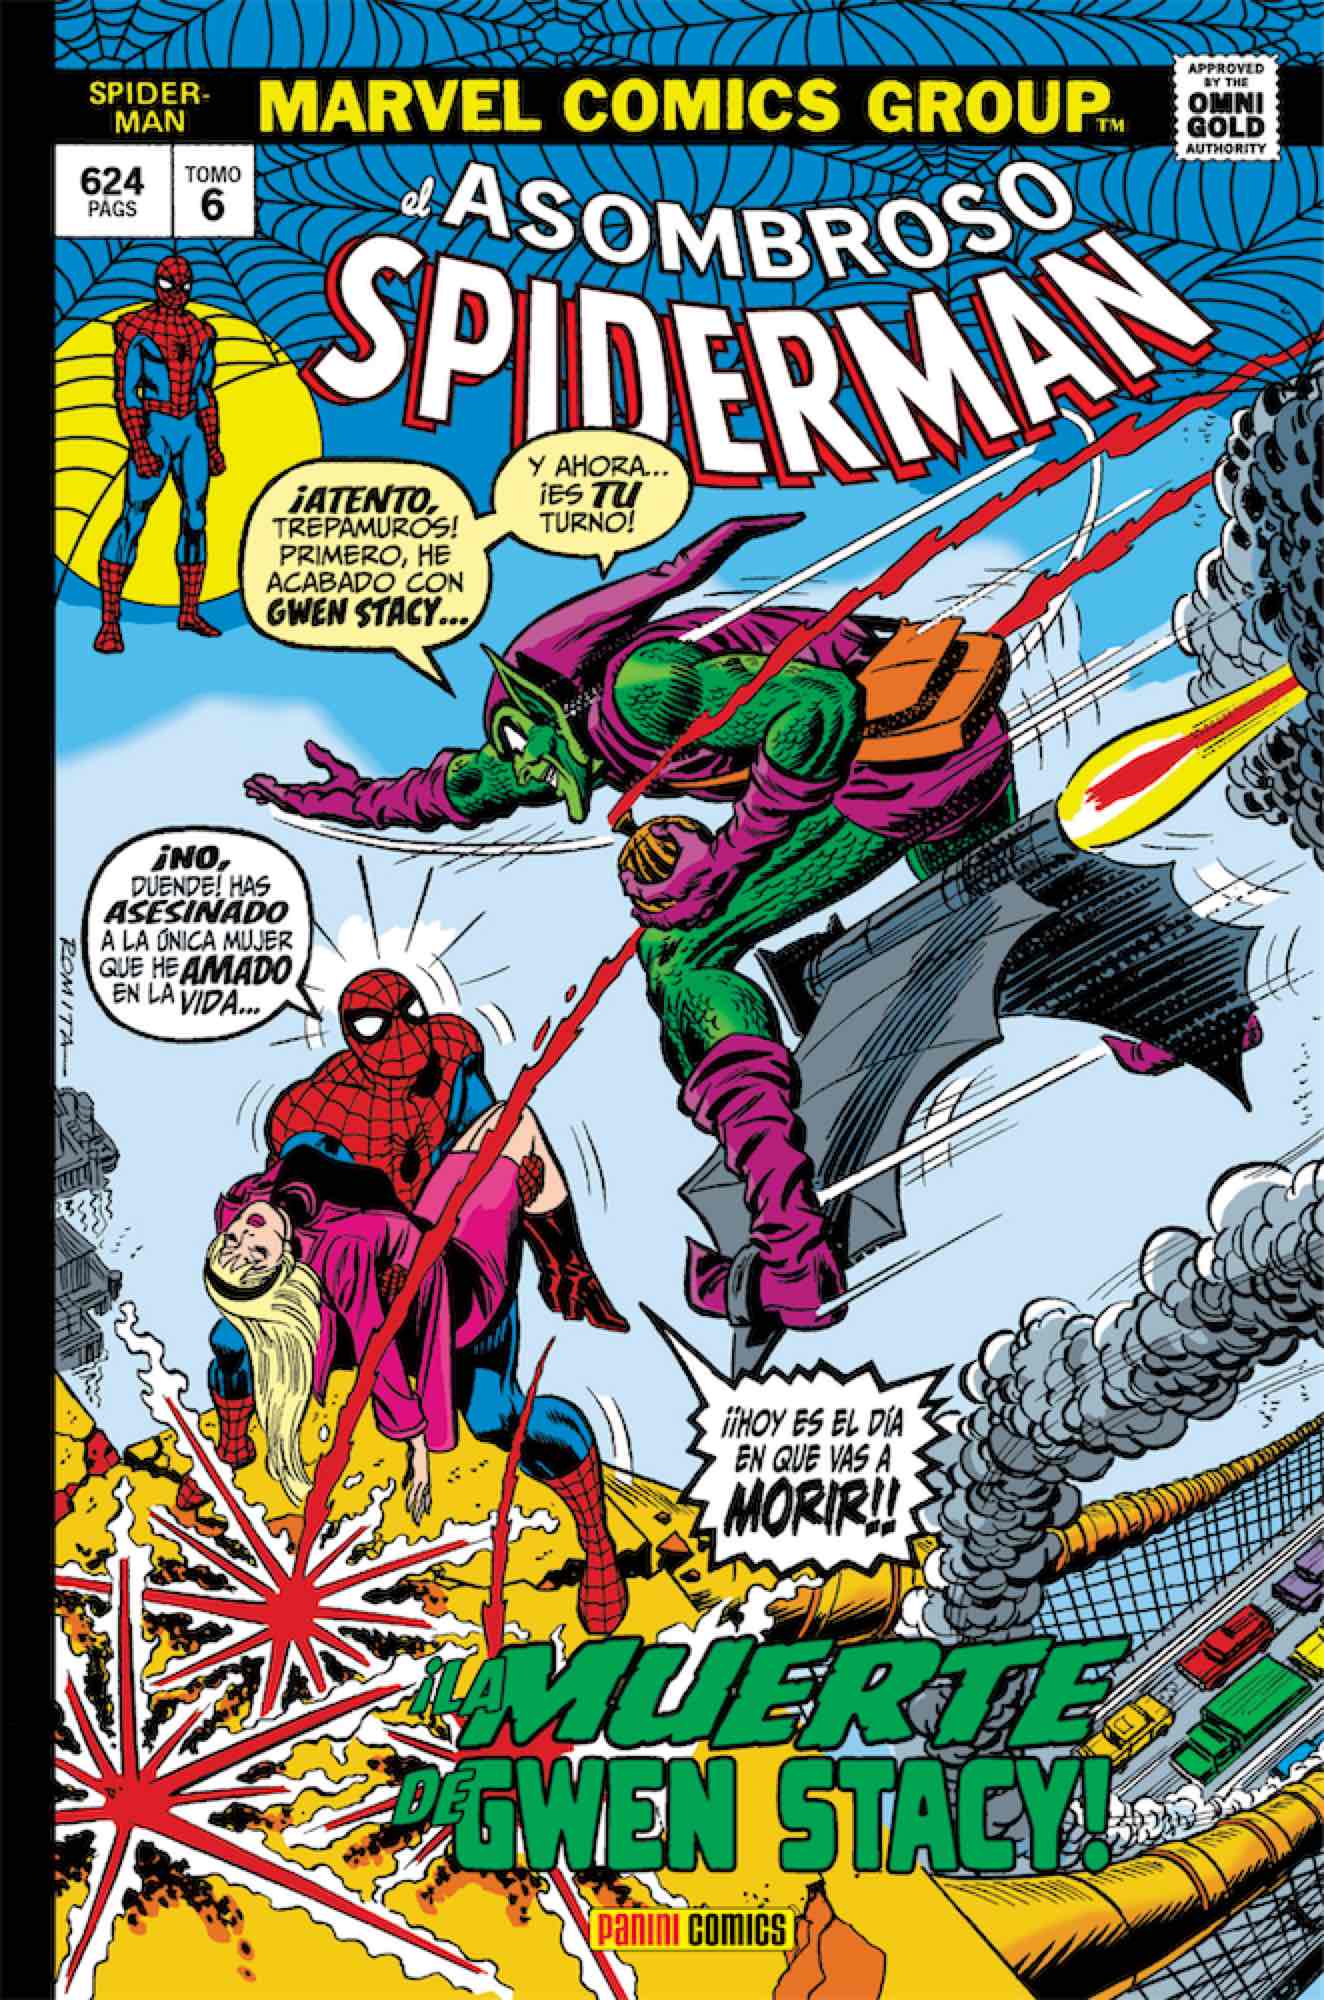 SPIDER-
MAN
MARVEL COMICS GROUP™
APPROVED
BY THE
OMNI
GOLD
AUTHORITY
624
PÁGS
TOMO
6
el ASOMBROSO
SPIDERMAN
¡ATENTO,
TREPAMUROS!
PRIMERO, HE
ACABADO CON
GWEN STACY...
Y AHORA...
¡ES TU
TURNO!
¡NO,
DUENDE! HAS
ASESINADO
A LA ÚNICA MUJER
QUE HE AMADO
EN LA VIDA...
ROMITA
¡¡HOY ES EL DÍA
EN QUE VAS A
MORIR!!
¡LA MUERTE
DE GWEN STACY!
PANINI COMICS